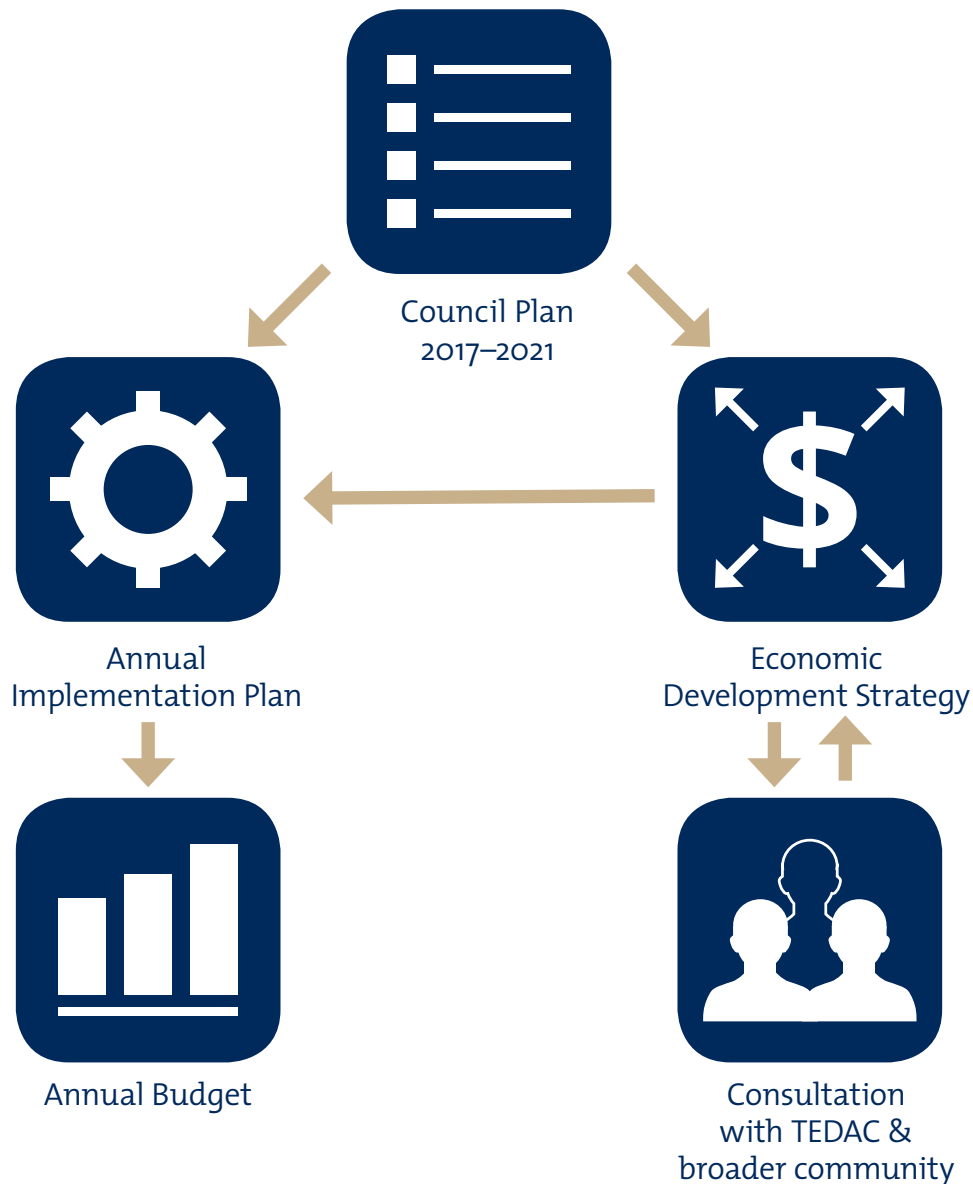 Council Plan
2017–2021
Annual
Implementation Plan
Economic
Development Strategy
Annual Budget
Consultation
with TEDAC &
broader community